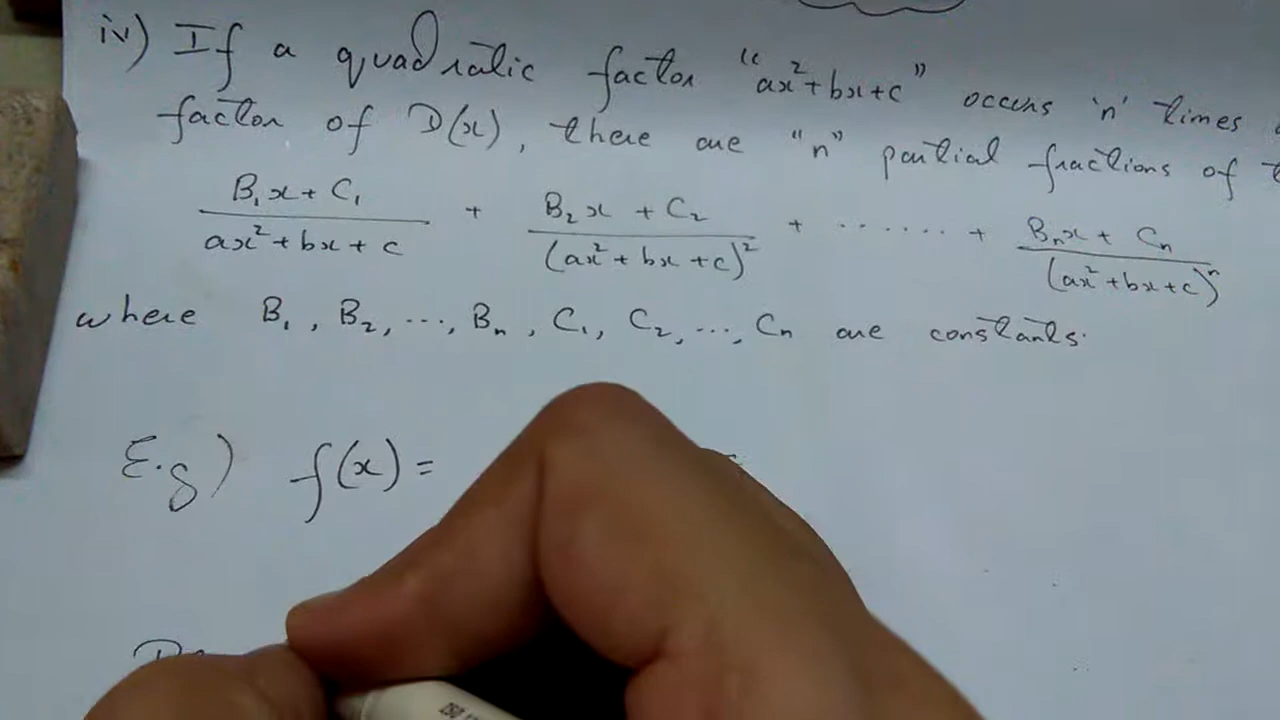 iv) If a quadratic factor "ax²+bx+c" occurs 'n' times
factor of D(x), there are "n" partial fractions of
B₁x + C₁ / ax² + bx + c + B₂x + C₂ / (ax² + bx + c)² + ....... + Bₙx + Cₙ / (ax² + bx + c)ⁿ
where B₁, B₂, ..., Bₙ, C₁, C₂, ..., Cₙ are constants.
E.g) f(x) =